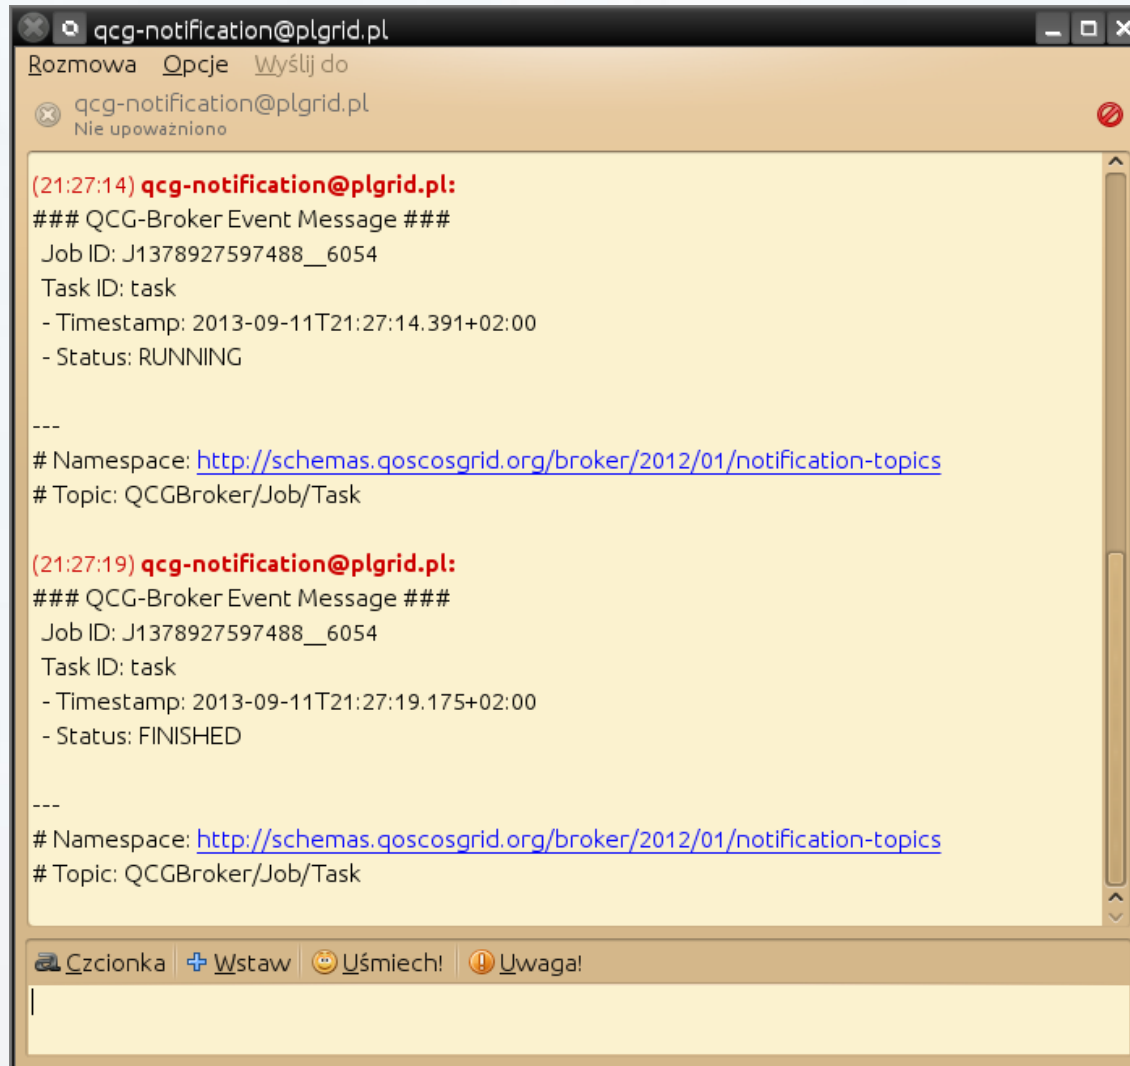 qcg-notification@plgrid.pl
Rozmowa Opcje Wyślij do
qcg-notification@plgrid.pl
Nie upoważniono
(21:27:14) qcg-notification@plgrid.pl:
### QCG-Broker Event Message ###
Job ID: J1378927597488__6054
Task ID: task
- Timestamp: 2013-09-11T21:27:14.391+02:00
- Status: RUNNING
---
# Namespace: http://schemas.qoscosgrid.org/broker/2012/01/notification-topics
# Topic: QCGBroker/Job/Task
(21:27:19) qcg-notification@plgrid.pl:
### QCG-Broker Event Message ###
Job ID: J1378927597488__6054
Task ID: task
- Timestamp: 2013-09-11T21:27:19.175+02:00
- Status: FINISHED
---
# Namespace: http://schemas.qoscosgrid.org/broker/2012/01/notification-topics
# Topic: QCGBroker/Job/Task
Czcionka Wstaw Uśmiech! Uwaga!